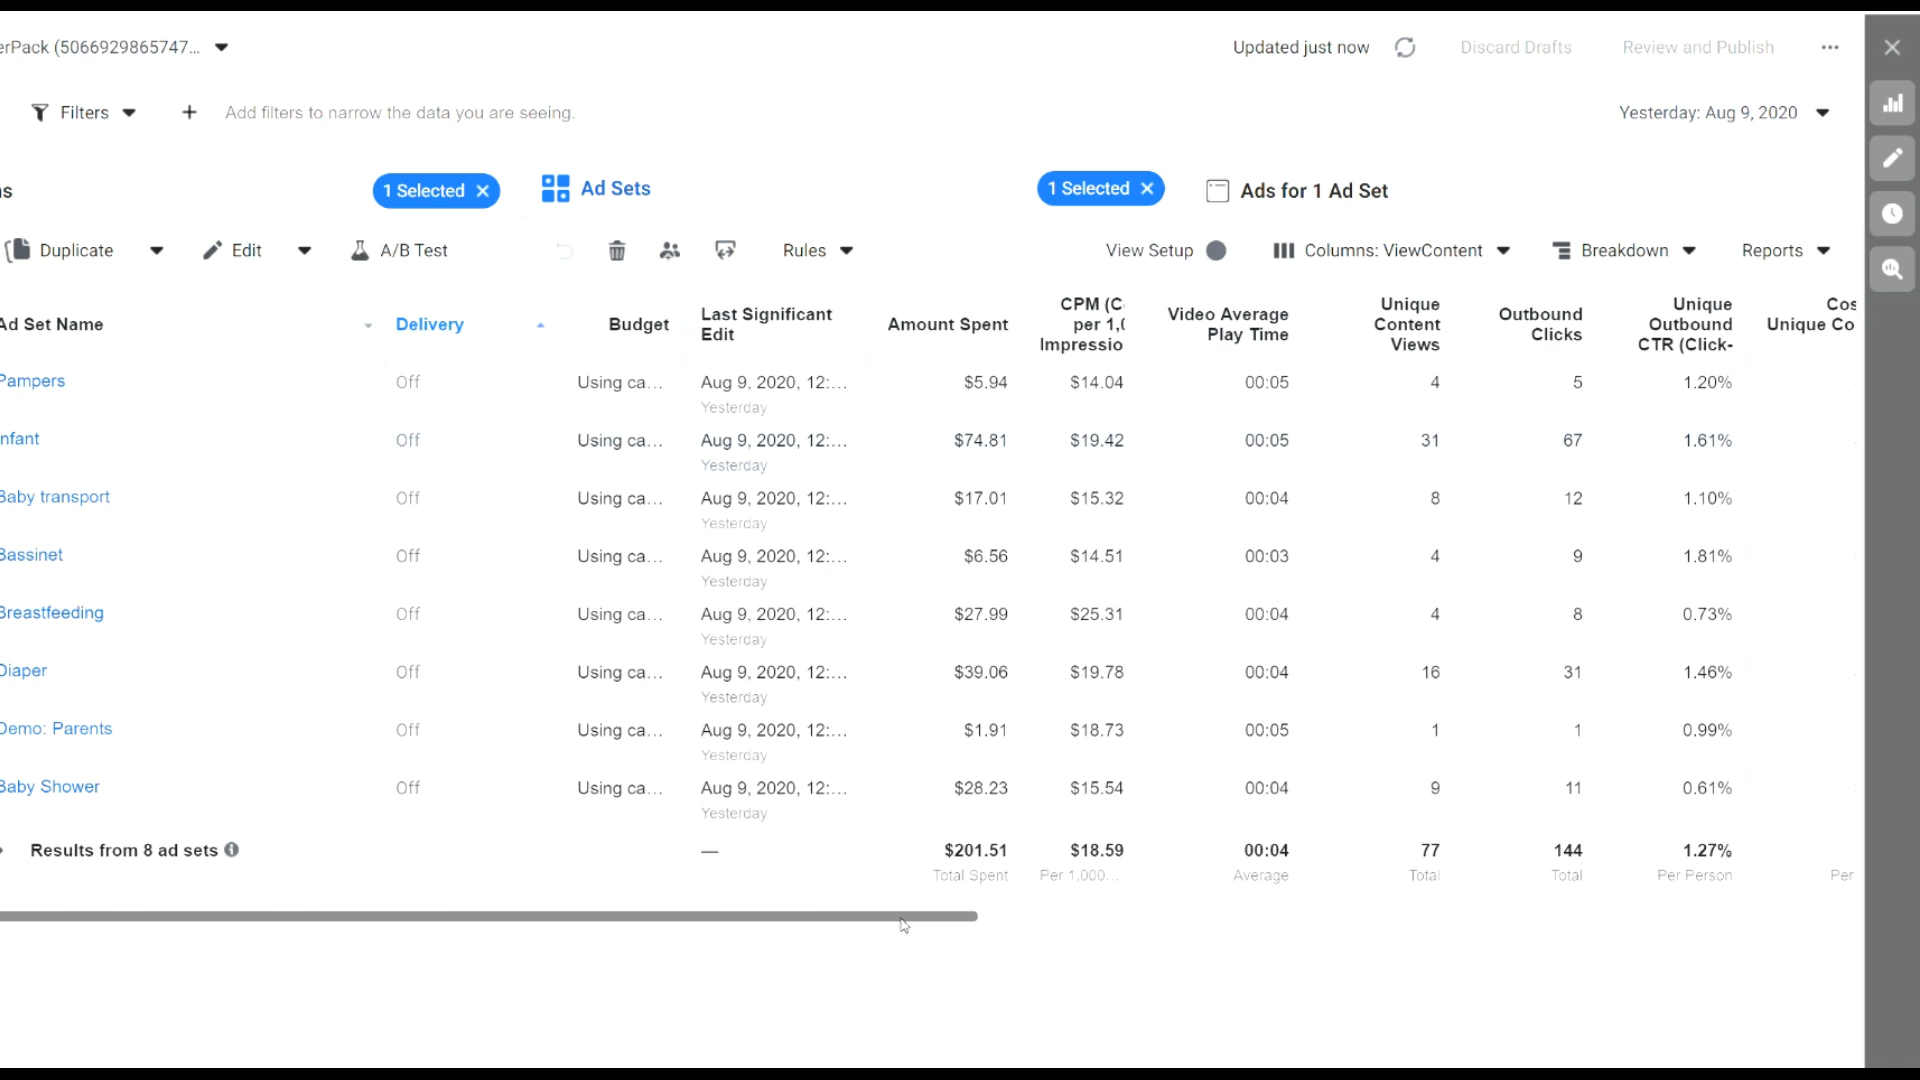 erPack (5066929865747...
Updated just now
Discard Drafts
Review and Publish
Filters
Add filters to narrow the data you are seeing.
Yesterday: Aug 9, 2020
ns
1 Selected
Ad Sets
1 Selected
Ads for 1 Ad Set
Duplicate
Edit
A/B Test
Rules
View Setup
Columns: ViewContent
Breakdown
Reports
Ad Set Name
Delivery
Budget
Last Significant
Edit
Amount Spent
CPM (C
per 1,0
Impressio
Video Average
Play Time
Unique
Content
Views
Outbound
Clicks
Unique
Outbound
CTR (Click-
Cos
Unique Co
Pampers Off Using ca... Aug 9, 2020, 12:... $5.94 $14.04 00:05 4 5 1.20%
Yesterday
nfant Off Using ca... Aug 9, 2020, 12:... $74.81 $19.42 00:05 31 67 1.61%
Yesterday
Baby transport Off Using ca... Aug 9, 2020, 12:... $17.01 $15.32 00:04 8 12 1.10%
Yesterday
Bassinet Off Using ca... Aug 9, 2020, 12:... $6.56 $14.51 00:03 4 9 1.81%
Yesterday
Breastfeeding Off Using ca... Aug 9, 2020, 12:... $27.99 $25.31 00:04 4 8 0.73%
Yesterday
Diaper Off Using ca... Aug 9, 2020, 12:... $39.06 $19.78 00:04 16 31 1.46%
Yesterday
Demo: Parents Off Using ca... Aug 9, 2020, 12:... $1.91 $18.73 00:05 1 1 0.99%
Yesterday
Baby Shower Off Using ca... Aug 9, 2020, 12:... $28.23 $15.54 00:04 9 11 0.61%
Yesterday
Results from 8 ad sets — $201.51 $18.59 00:04 77 144 1.27%
Total Spent Per 1,000... Average Total Total Per Person Per